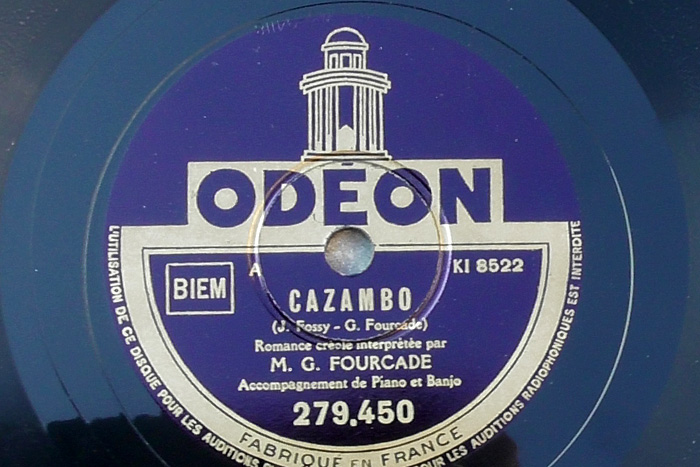 ODÉON
BIEM
A
KI 8522
CAZAMBO
(J. Fossy - G. Fourcade)
Romance créole interprétée par
M. G. FOURCADE
Accompagnement de Piano et Banjo
279.450
L'UTILISATION DE CE DISQUE POUR LES AUDITIONS
POUR LES AUDITIONS RADIOPHONIQUES EST INTERDITE
FABRIQUÉ EN FRANCE